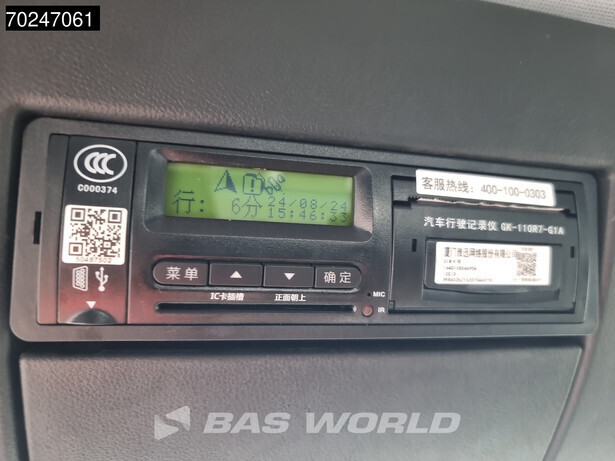 70247061
CCC
C000374
客服热线：400-100-0303
24/08/24
行：  6分 15:46:33
汽车行驶记录仪 GK-110R7-G1A
菜单 确定
IC卡插槽 正面朝上
MIC
IR
BAS WORLD